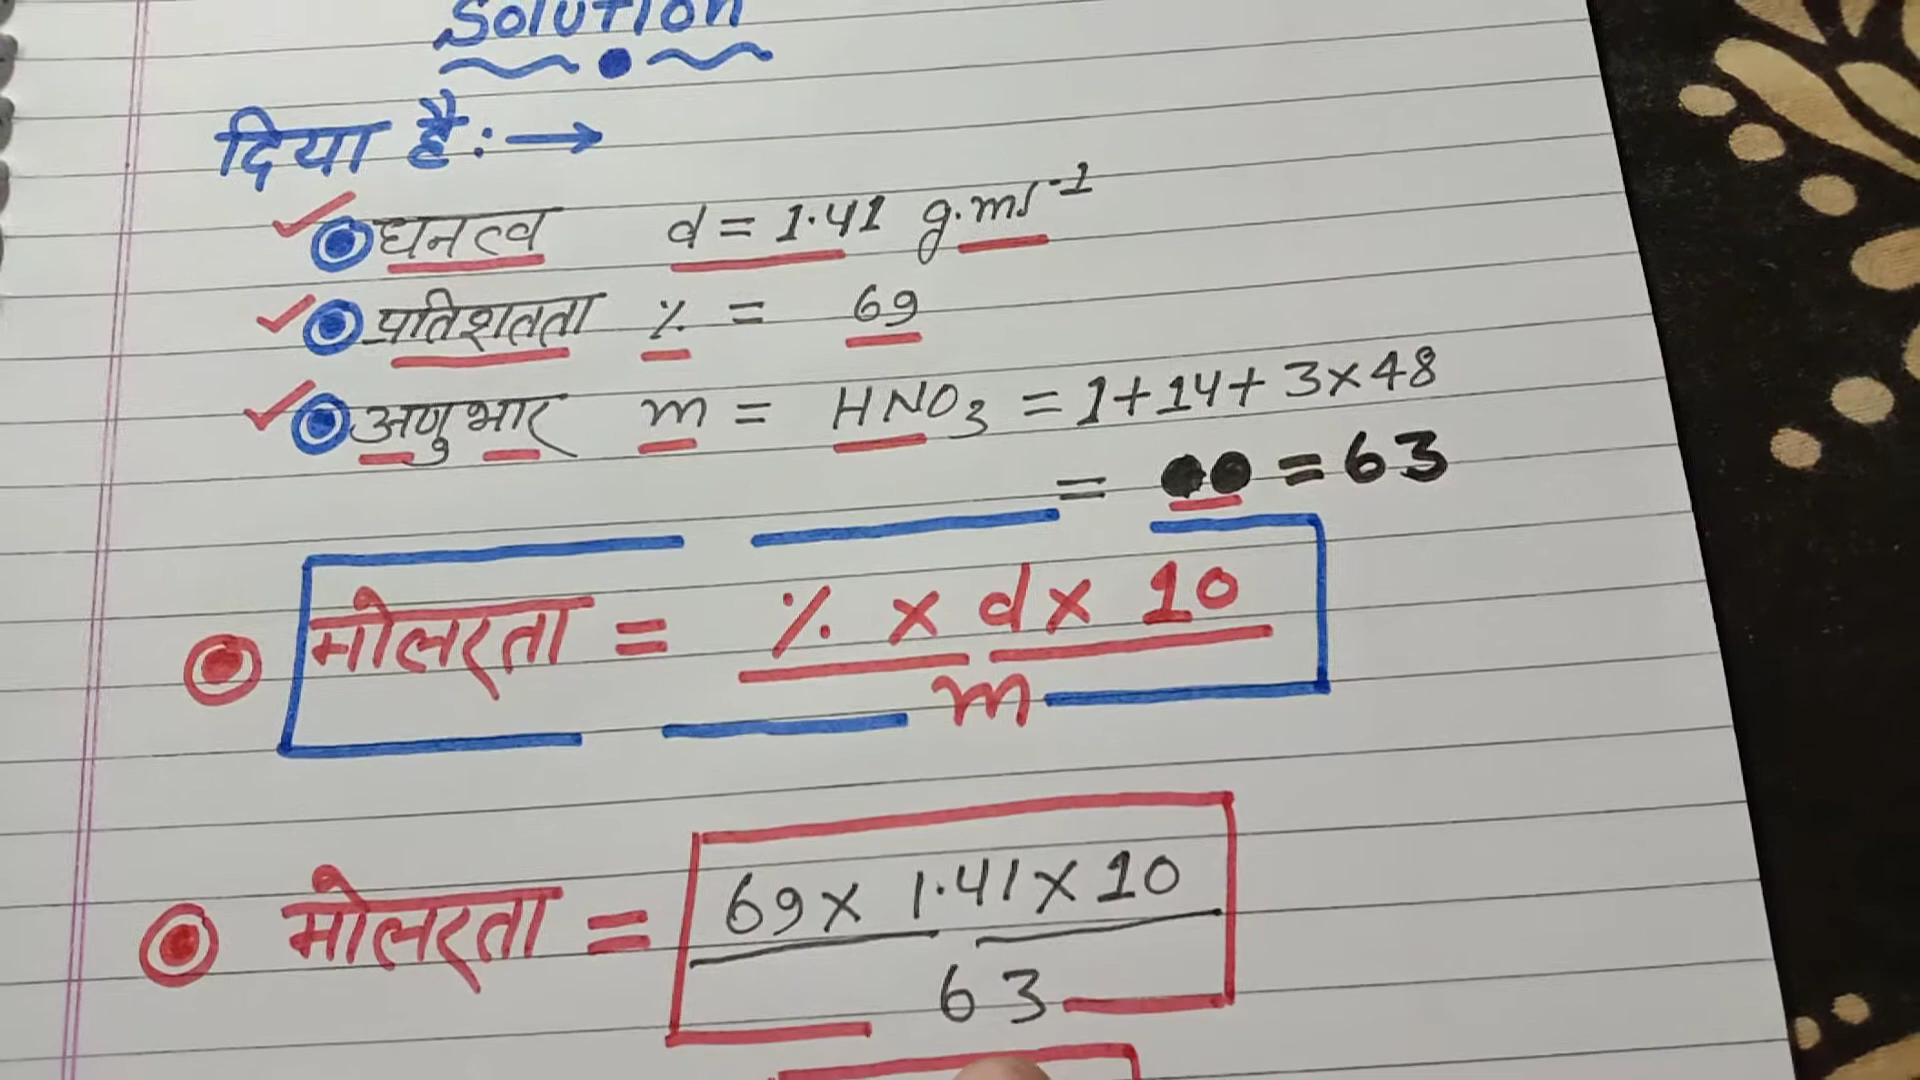 Solution
दिया है:→
घनत्व d = 1.41 g.ml⁻¹
प्रतिशतता % = 69
अणुभार m = HNO₃ = 1+14+3×48
= = 63
मोलरता = % × d × 10
m
मोलरता = 69 × 1.41 × 10
63